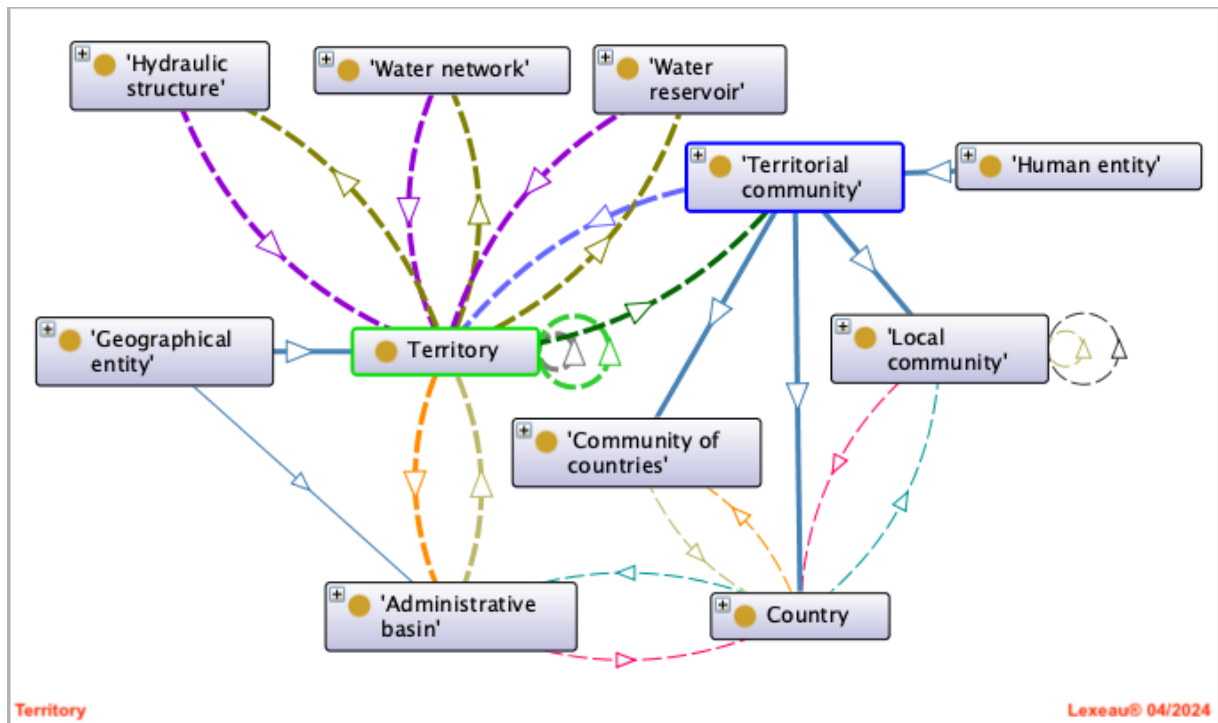 'Hydraulic
structure'
'Water network'
'Water
reservoir'
'Territorial
community'
'Human entity'
'Geographical
entity'
Territory
'Local
community'
'Community of
countries'
'Administrative
basin'
Country
Territory
Lexeau® 04/2024